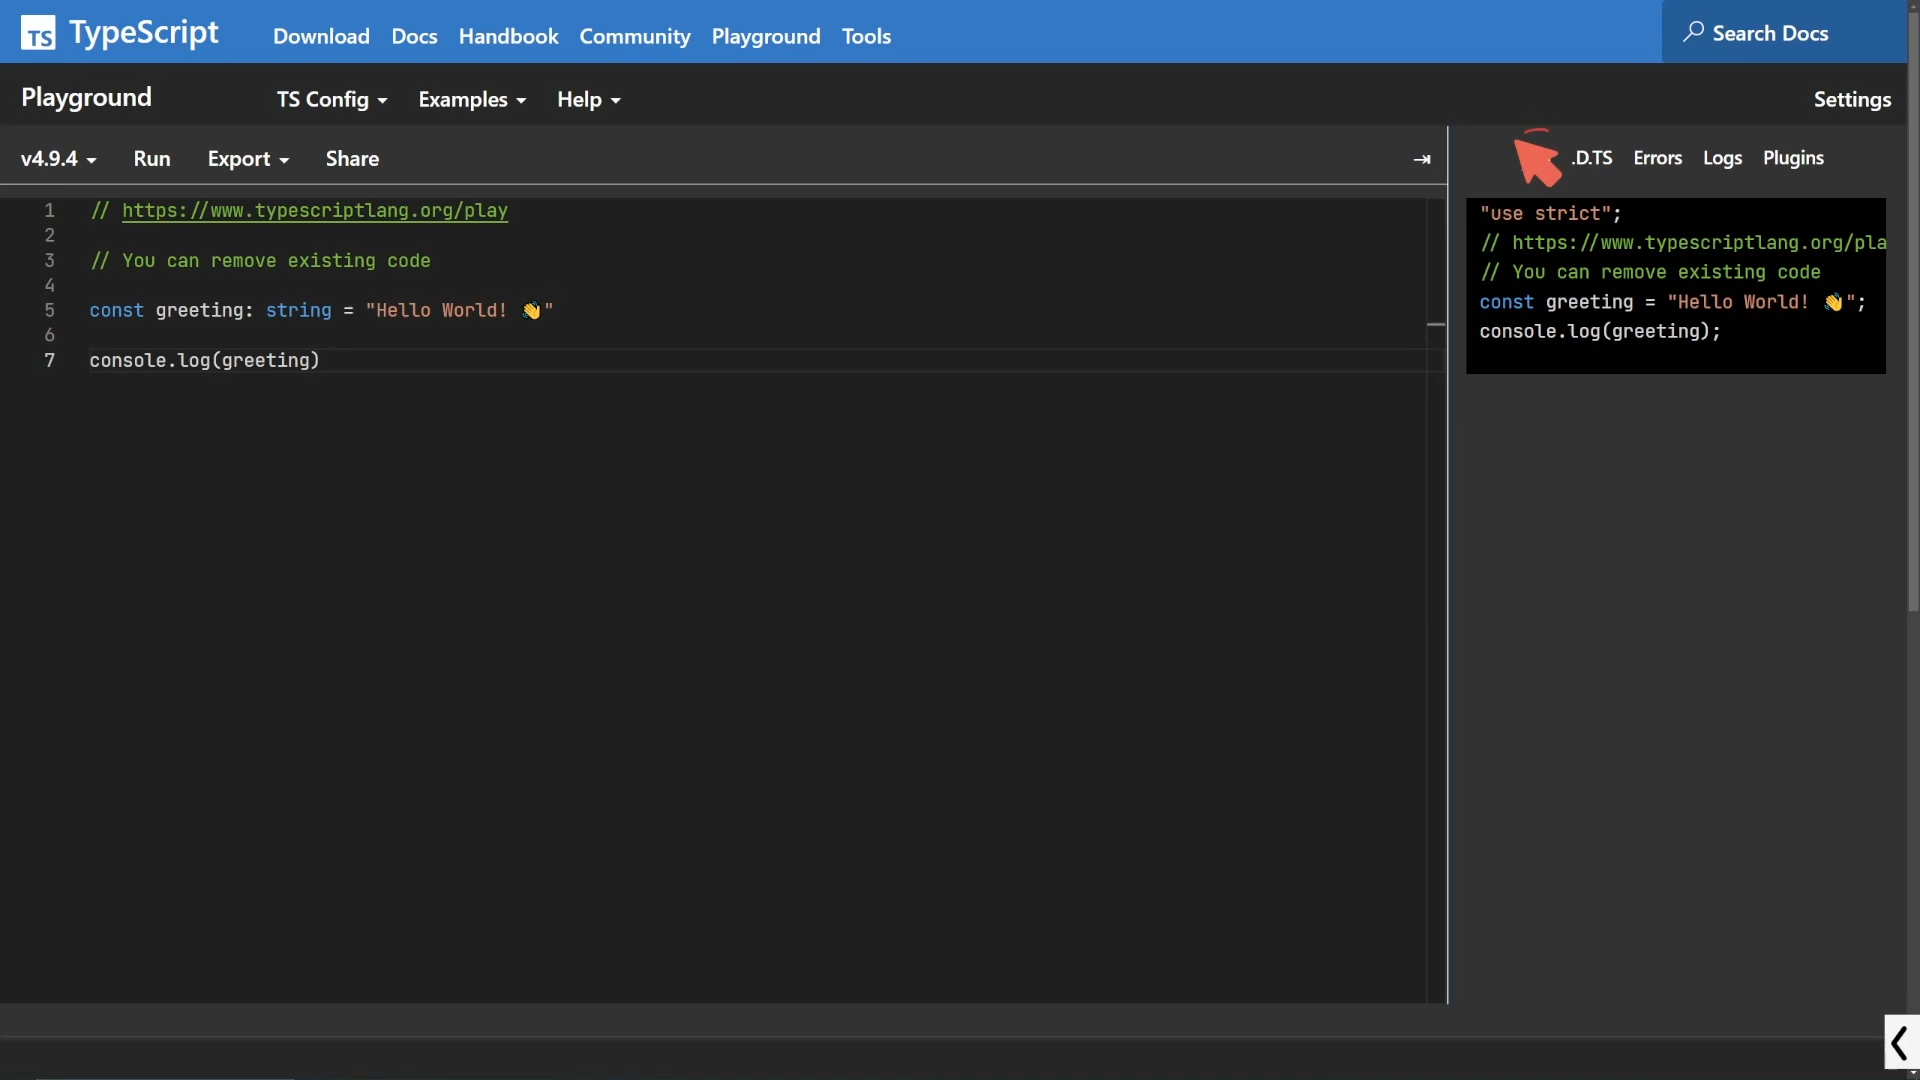 TS TypeScript Download Docs Handbook Community Playground Tools Search Docs
Playground TS Config Examples Help Settings
v4.9.4 Run Export Share .D.TS Errors Logs Plugins
1 // https://www.typescriptlang.org/play
2
3 // You can remove existing code
4
5 const greeting: string = "Hello World! 👋"
6
7 console.log(greeting)
"use strict";
// https://www.typescriptlang.org/pla
// You can remove existing code
const greeting = "Hello World! 👋";
console.log(greeting);